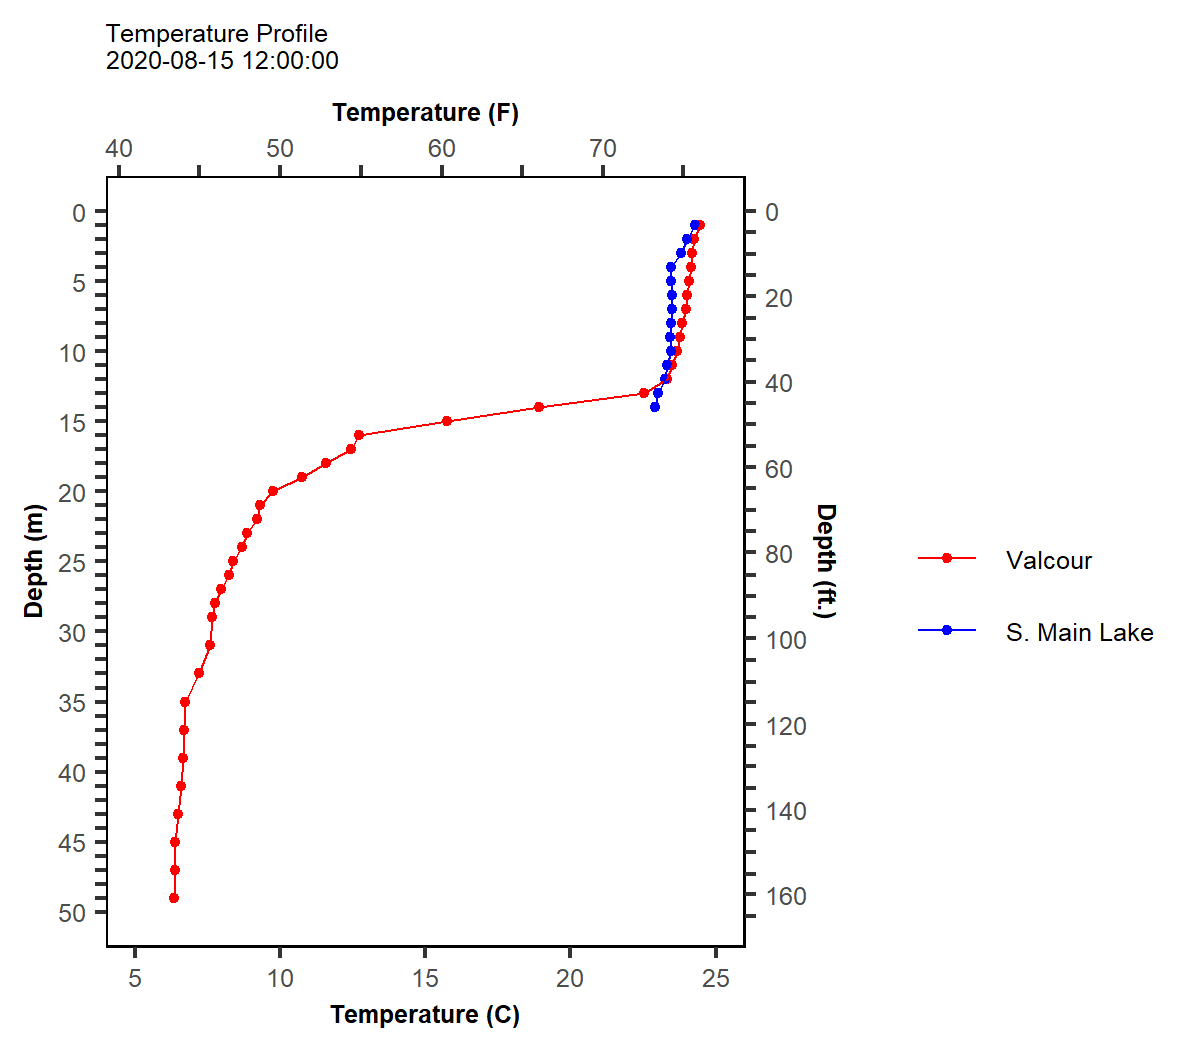 Temperature Profile
2020-08-15 12:00:00
Temperature (F)
40 50 60 70
0
5
10
15
20
25
30
35
40
45
50
Depth (m)
0
20
40
60
80
100
120
140
160
Depth (ft.)
Valcour
S. Main Lake
5 10 15 20 25
Temperature (C)